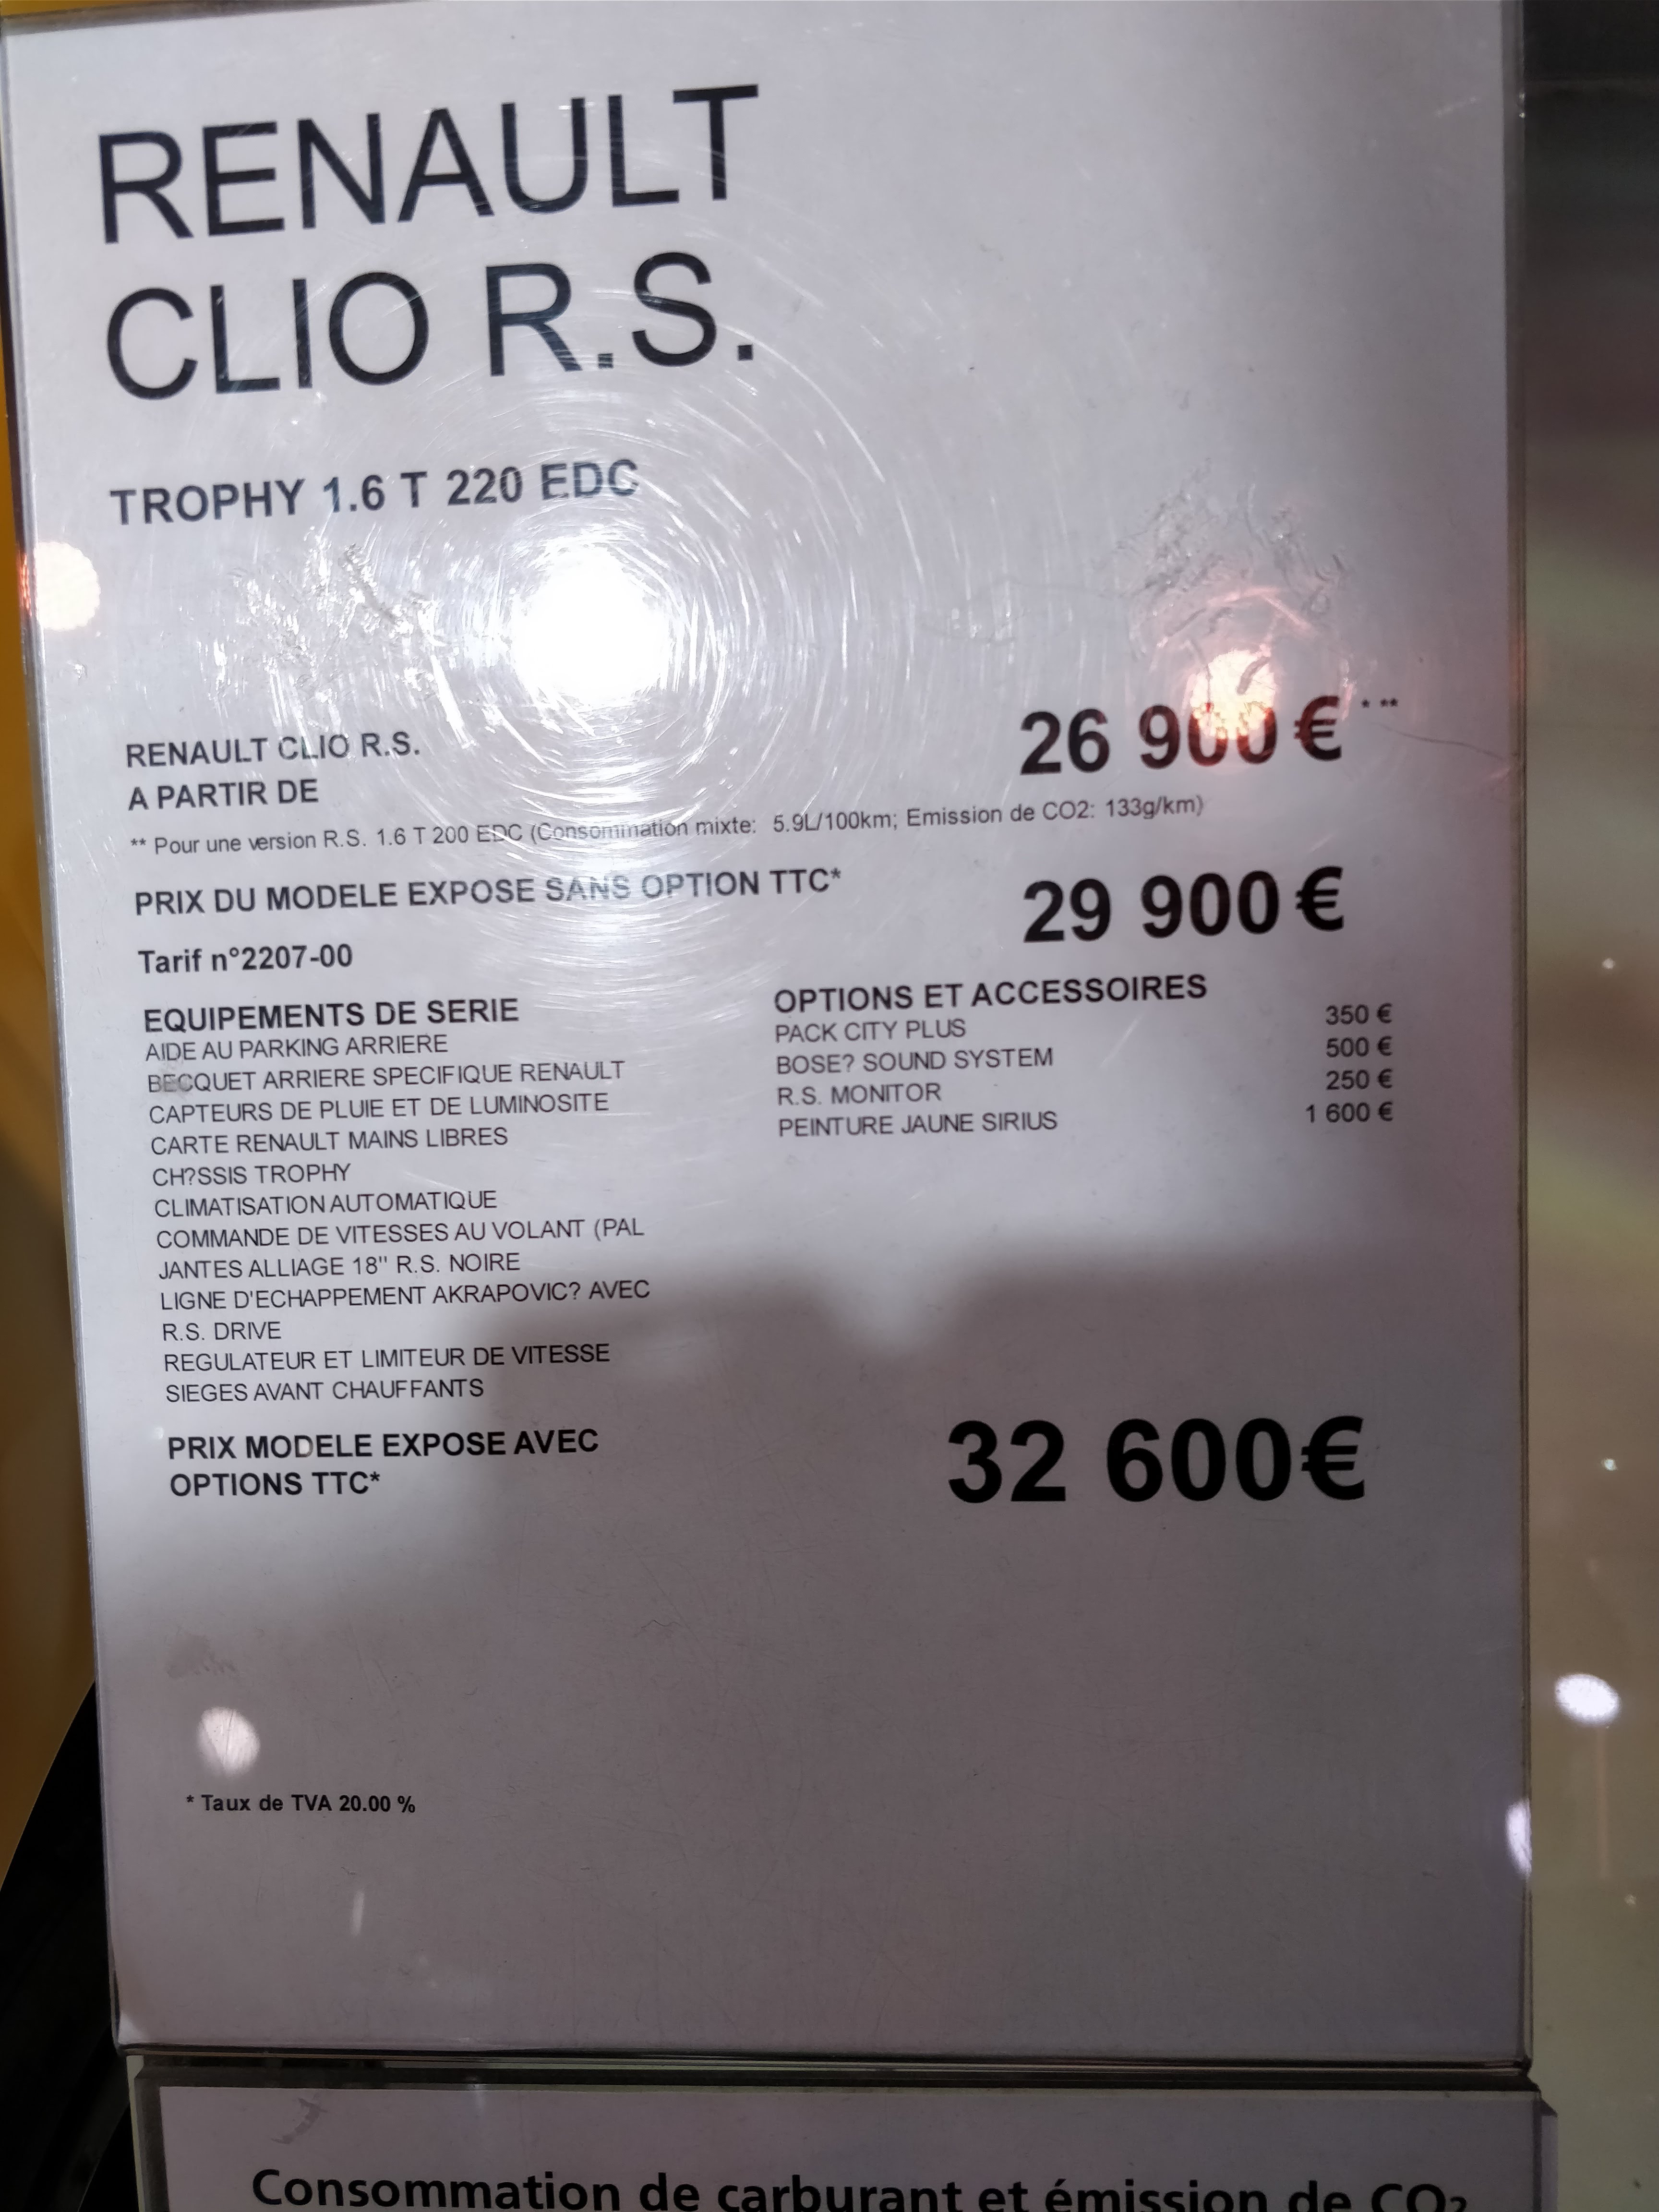 RENAULT
CLIO R.S.
TROPHY 1.6 T 220 EDC
RENAULT CLIO R.S.
A PARTIR DE
26 900 € * **
** Pour une version R.S. 1.6 T 200 EDC (Consommation mixte: 5.9L/100km; Emission de CO2: 133g/km)
PRIX DU MODELE EXPOSE SANS OPTION TTC*
29 900 €
Tarif n°2207-00
EQUIPEMENTS DE SERIE
AIDE AU PARKING ARRIERE
BECQUET ARRIERE SPECIFIQUE RENAULT
CAPTEURS DE PLUIE ET DE LUMINOSITE
CARTE RENAULT MAINS LIBRES
CH?SSIS TROPHY
CLIMATISATION AUTOMATIQUE
COMMANDE DE VITESSES AU VOLANT (PAL
JANTES ALLIAGE 18" R.S. NOIRE
LIGNE D'ECHAPPEMENT AKRAPOVIC? AVEC
R.S. DRIVE
REGULATEUR ET LIMITEUR DE VITESSE
SIEGES AVANT CHAUFFANTS
OPTIONS ET ACCESSOIRES
PACK CITY PLUS 350 €
BOSE? SOUND SYSTEM 500 €
R.S. MONITOR 250 €
PEINTURE JAUNE SIRIUS 1 600 €
PRIX MODELE EXPOSE AVEC
OPTIONS TTC*
32 600€
* Taux de TVA 20.00 %
Consommation de carburant et émission de CO₂